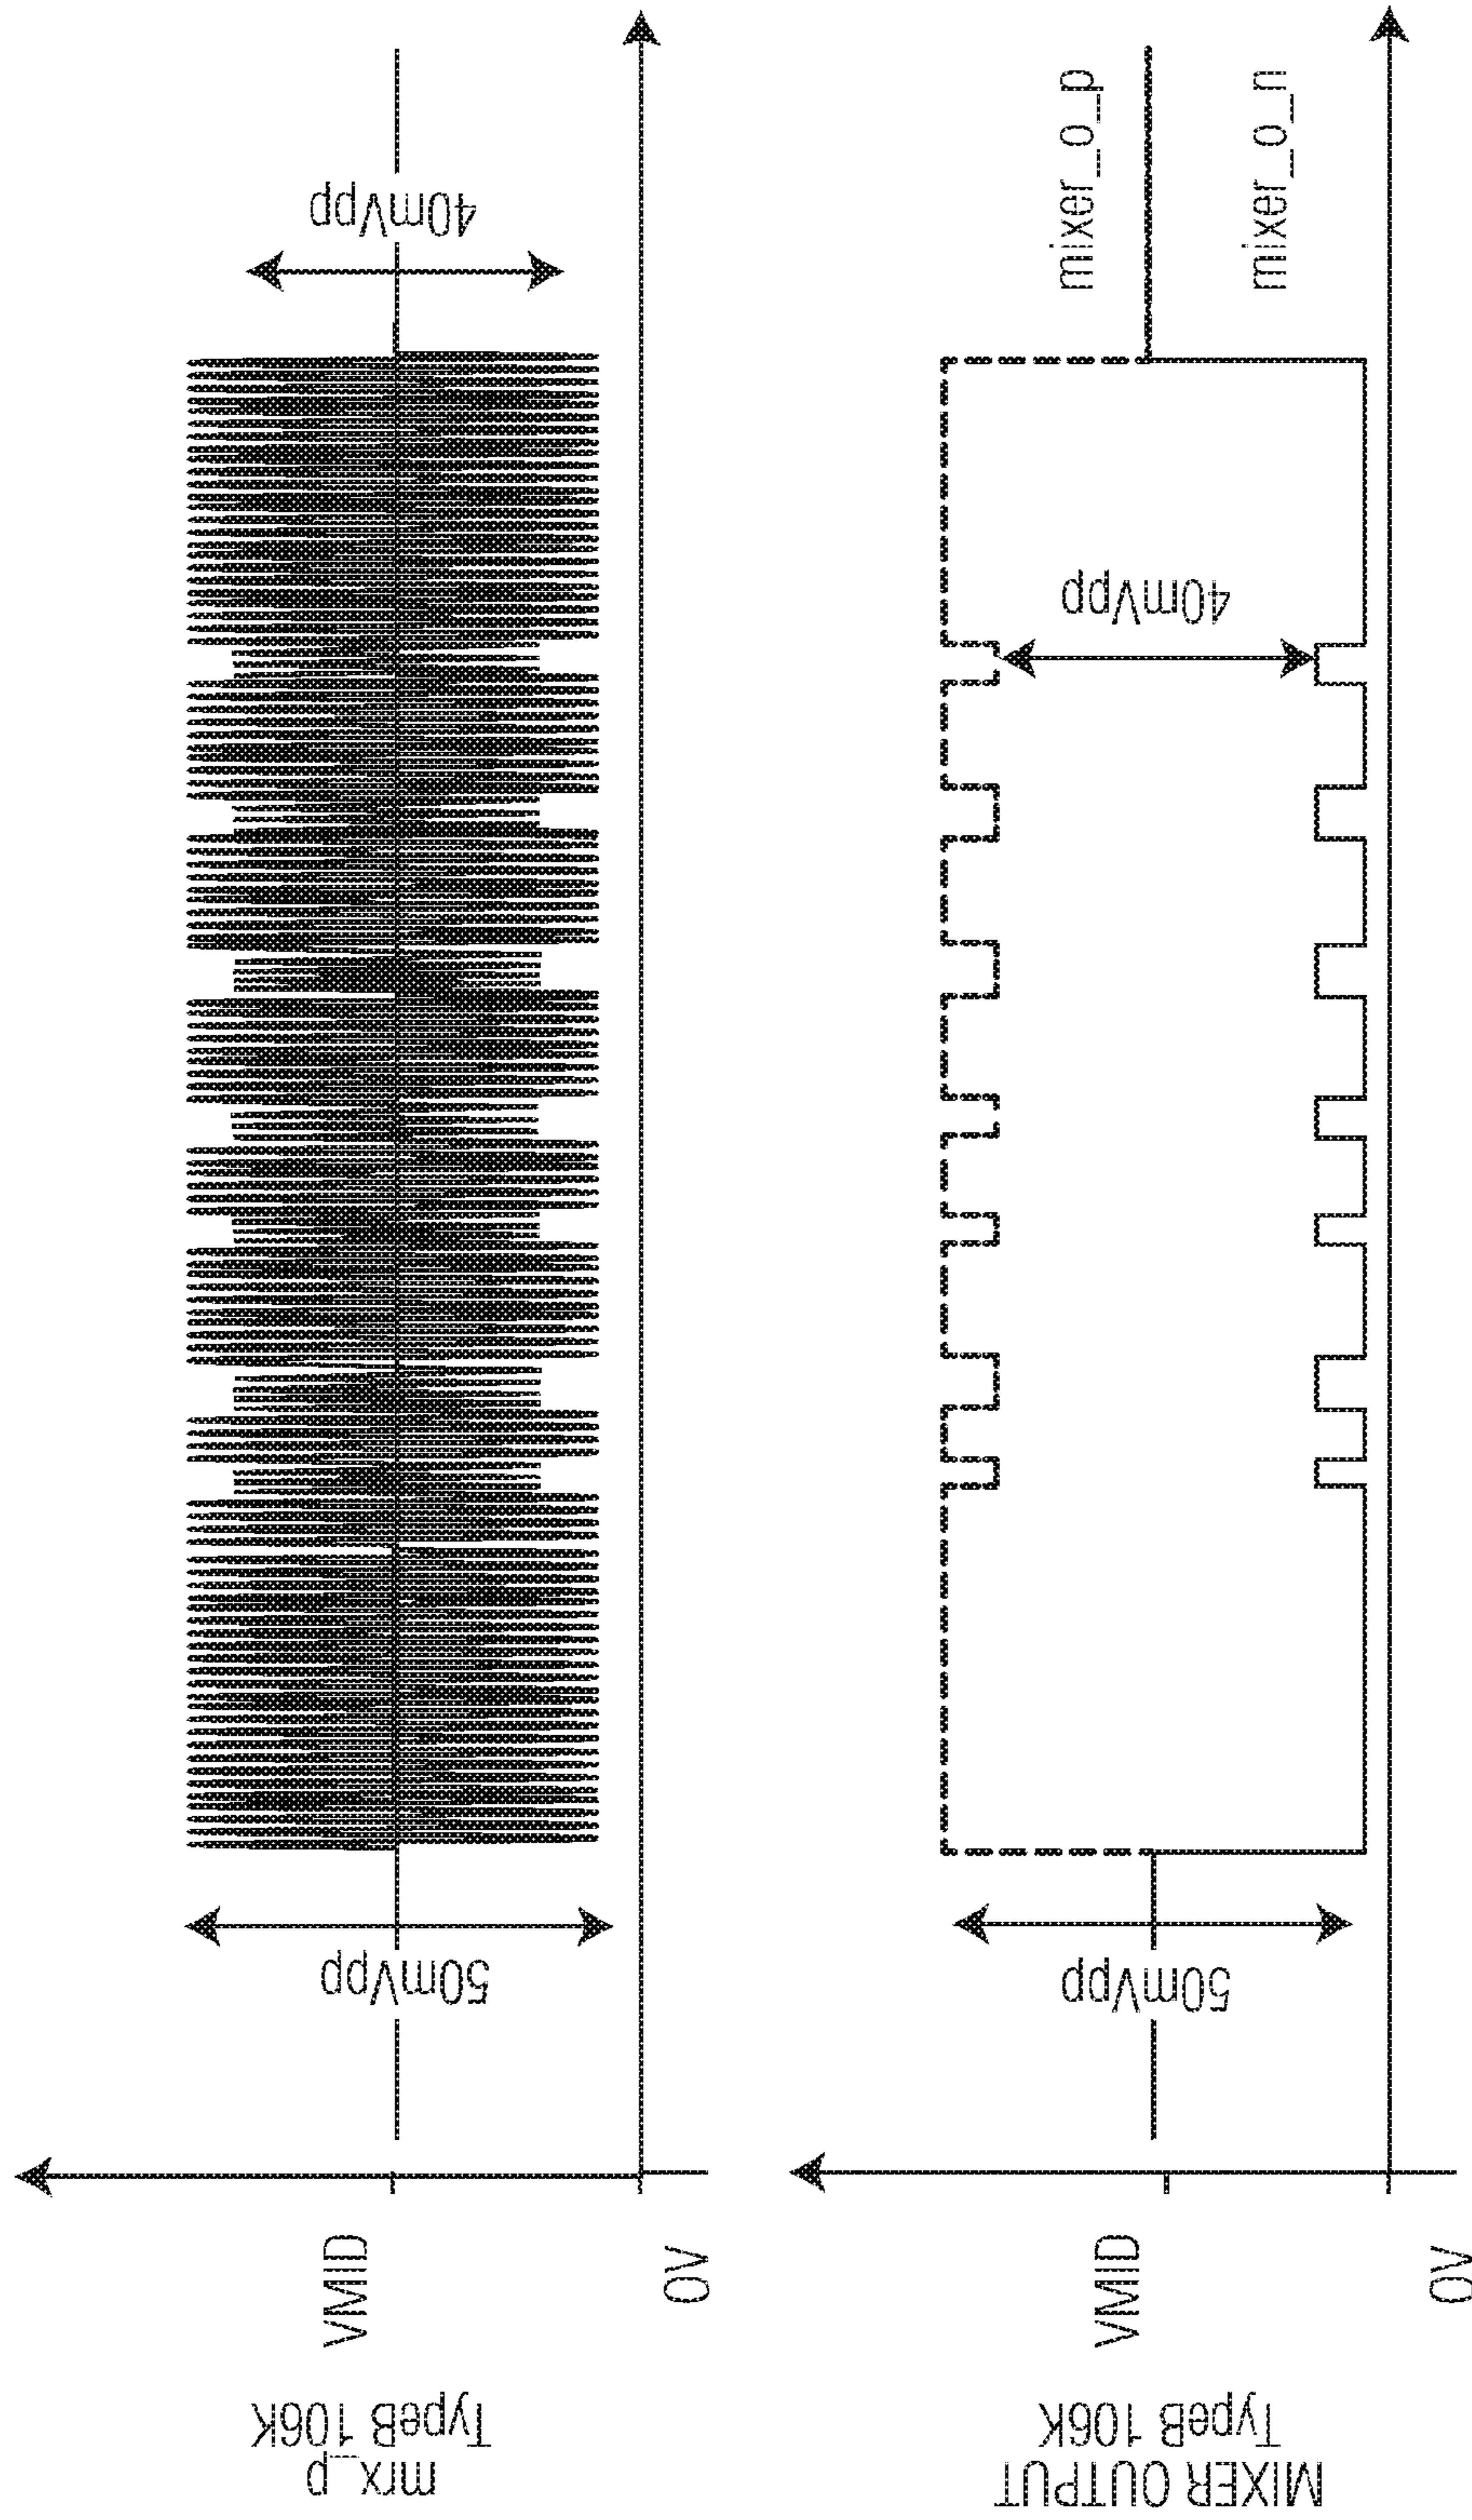 mrx_p
TypeB 106K
VMID
0V
50mVpp
40mVpp
MIXER OUTPUT
TypeB 106K
VMID
0V
50mVpp
40mVpp
mixer_o_p
mixer_o_n